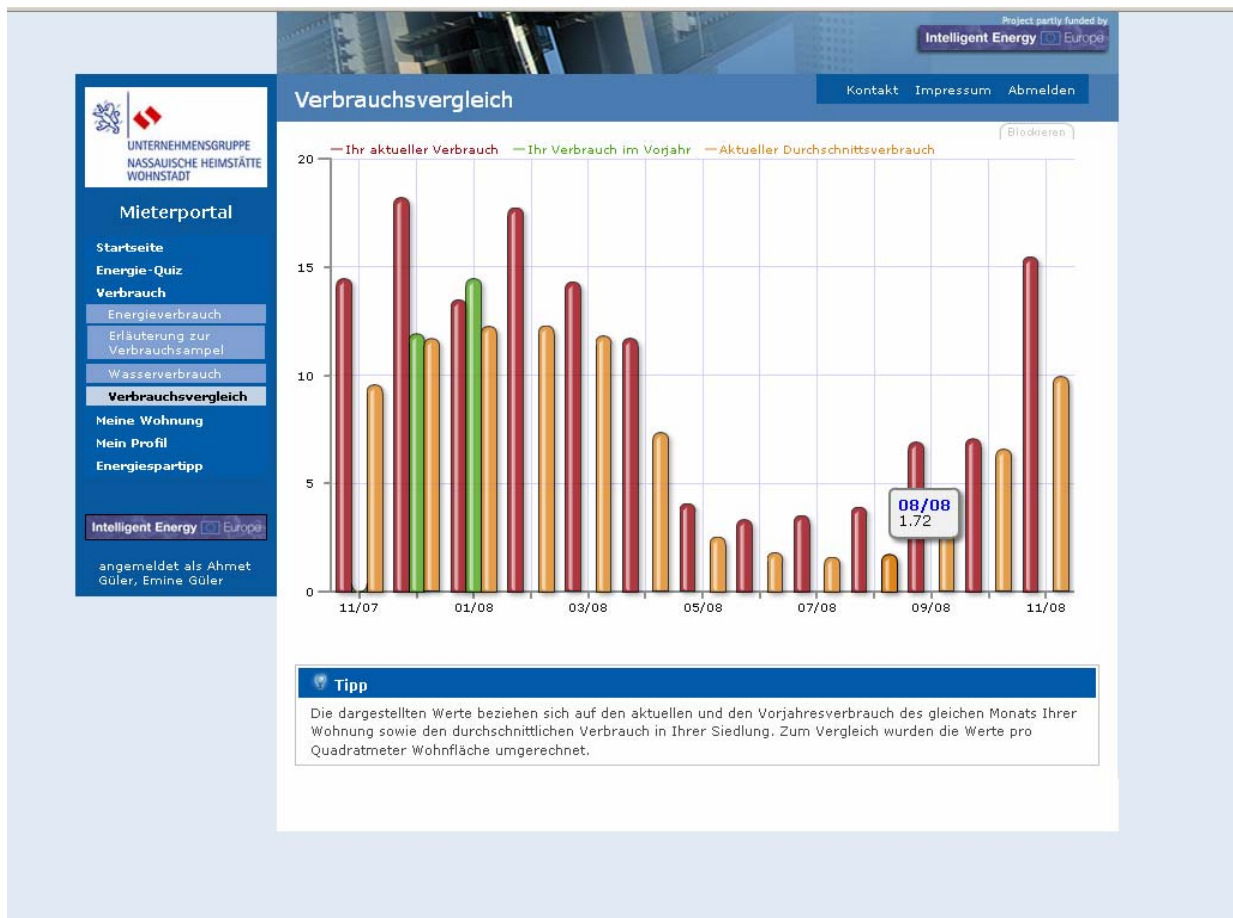 Project partly funded by
Intelligent Energy Europe
Verbrauchsvergleich
Kontakt Impressum Abmelden
UNTERNEHMENSGRUPPE
NASSAUISCHE HEIMSTÄTTE
WOHNSTADT
Mieterportal
Startseite
Energie-Quiz
Verbrauch
Energieverbrauch
Erläuterung zur
Verbrauchsampel
Wasserverbrauch
Verbrauchsvergleich
Meine Wohnung
Mein Profil
Energiespartipp
Intelligent Energy Europe
angemeldet als Ahmet
Güler, Emine Güler
Blockieren
Ihr aktueller Verbrauch Ihr Verbrauch im Vorjahr Aktueller Durchschnittsverbrauch
20
15
10
5
0
08/08
1.72
11/07 01/08 03/08 05/08 07/08 09/08 11/08
Tipp
Die dargestellten Werte beziehen sich auf den aktuellen und den Vorjahresverbrauch des gleichen Monats Ihrer
Wohnung sowie den durchschnittlichen Verbrauch in Ihrer Siedlung. Zum Vergleich wurden die Werte pro
Quadratmeter Wohnfläche umgerechnet.